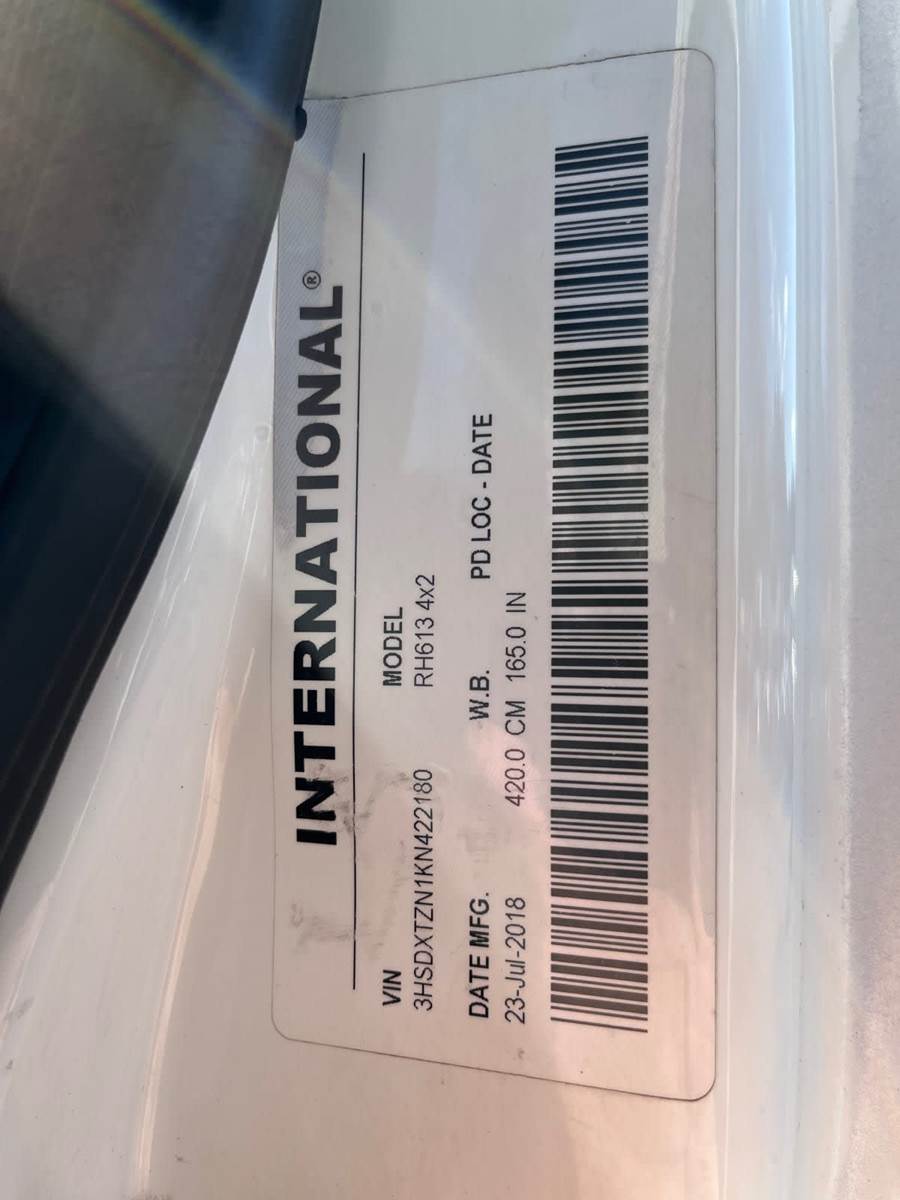 INTERNATIONAL®
VIN MODEL
3HSDXTZN1KN422180 RH613 4x2
DATE MFG. W.B. PD LOC - DATE
23-Jul-2018 420.0 CM 165.0 IN